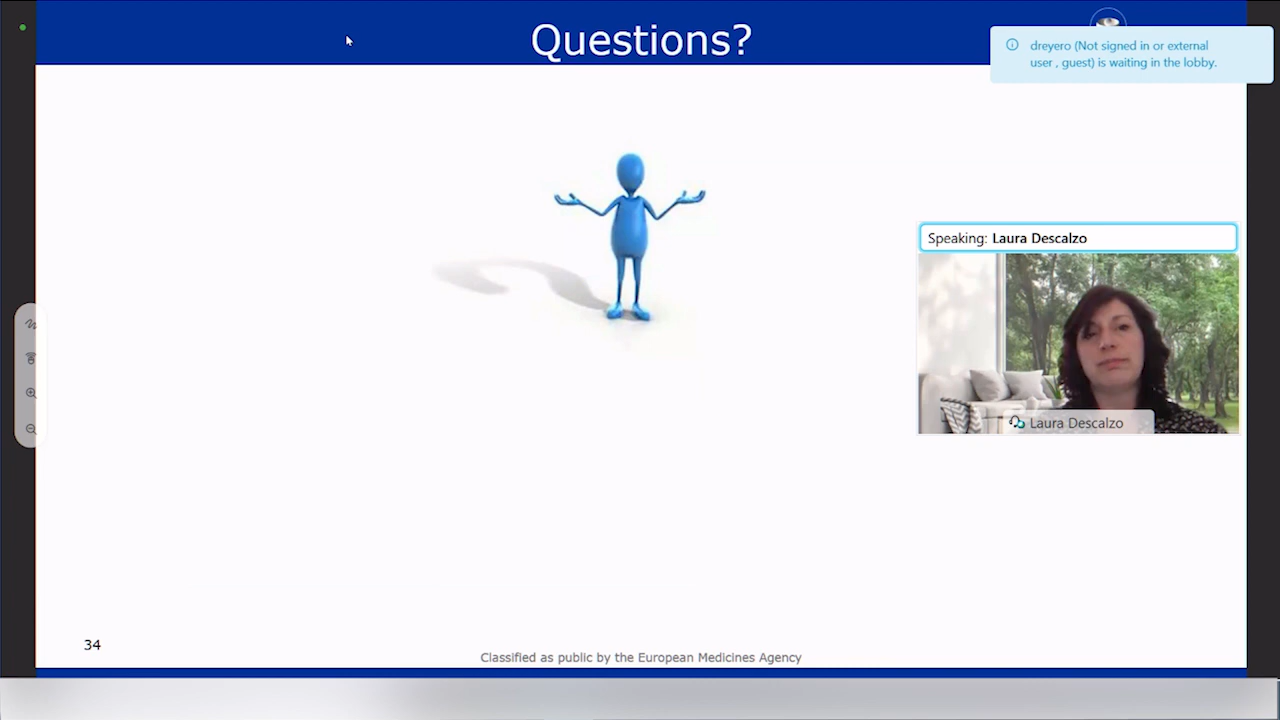 Questions?
dreyero (Not signed in or external
user , guest) is waiting in the lobby.
Speaking: Laura Descalzo
Laura Descalzo
34
Classified as public by the European Medicines Agency